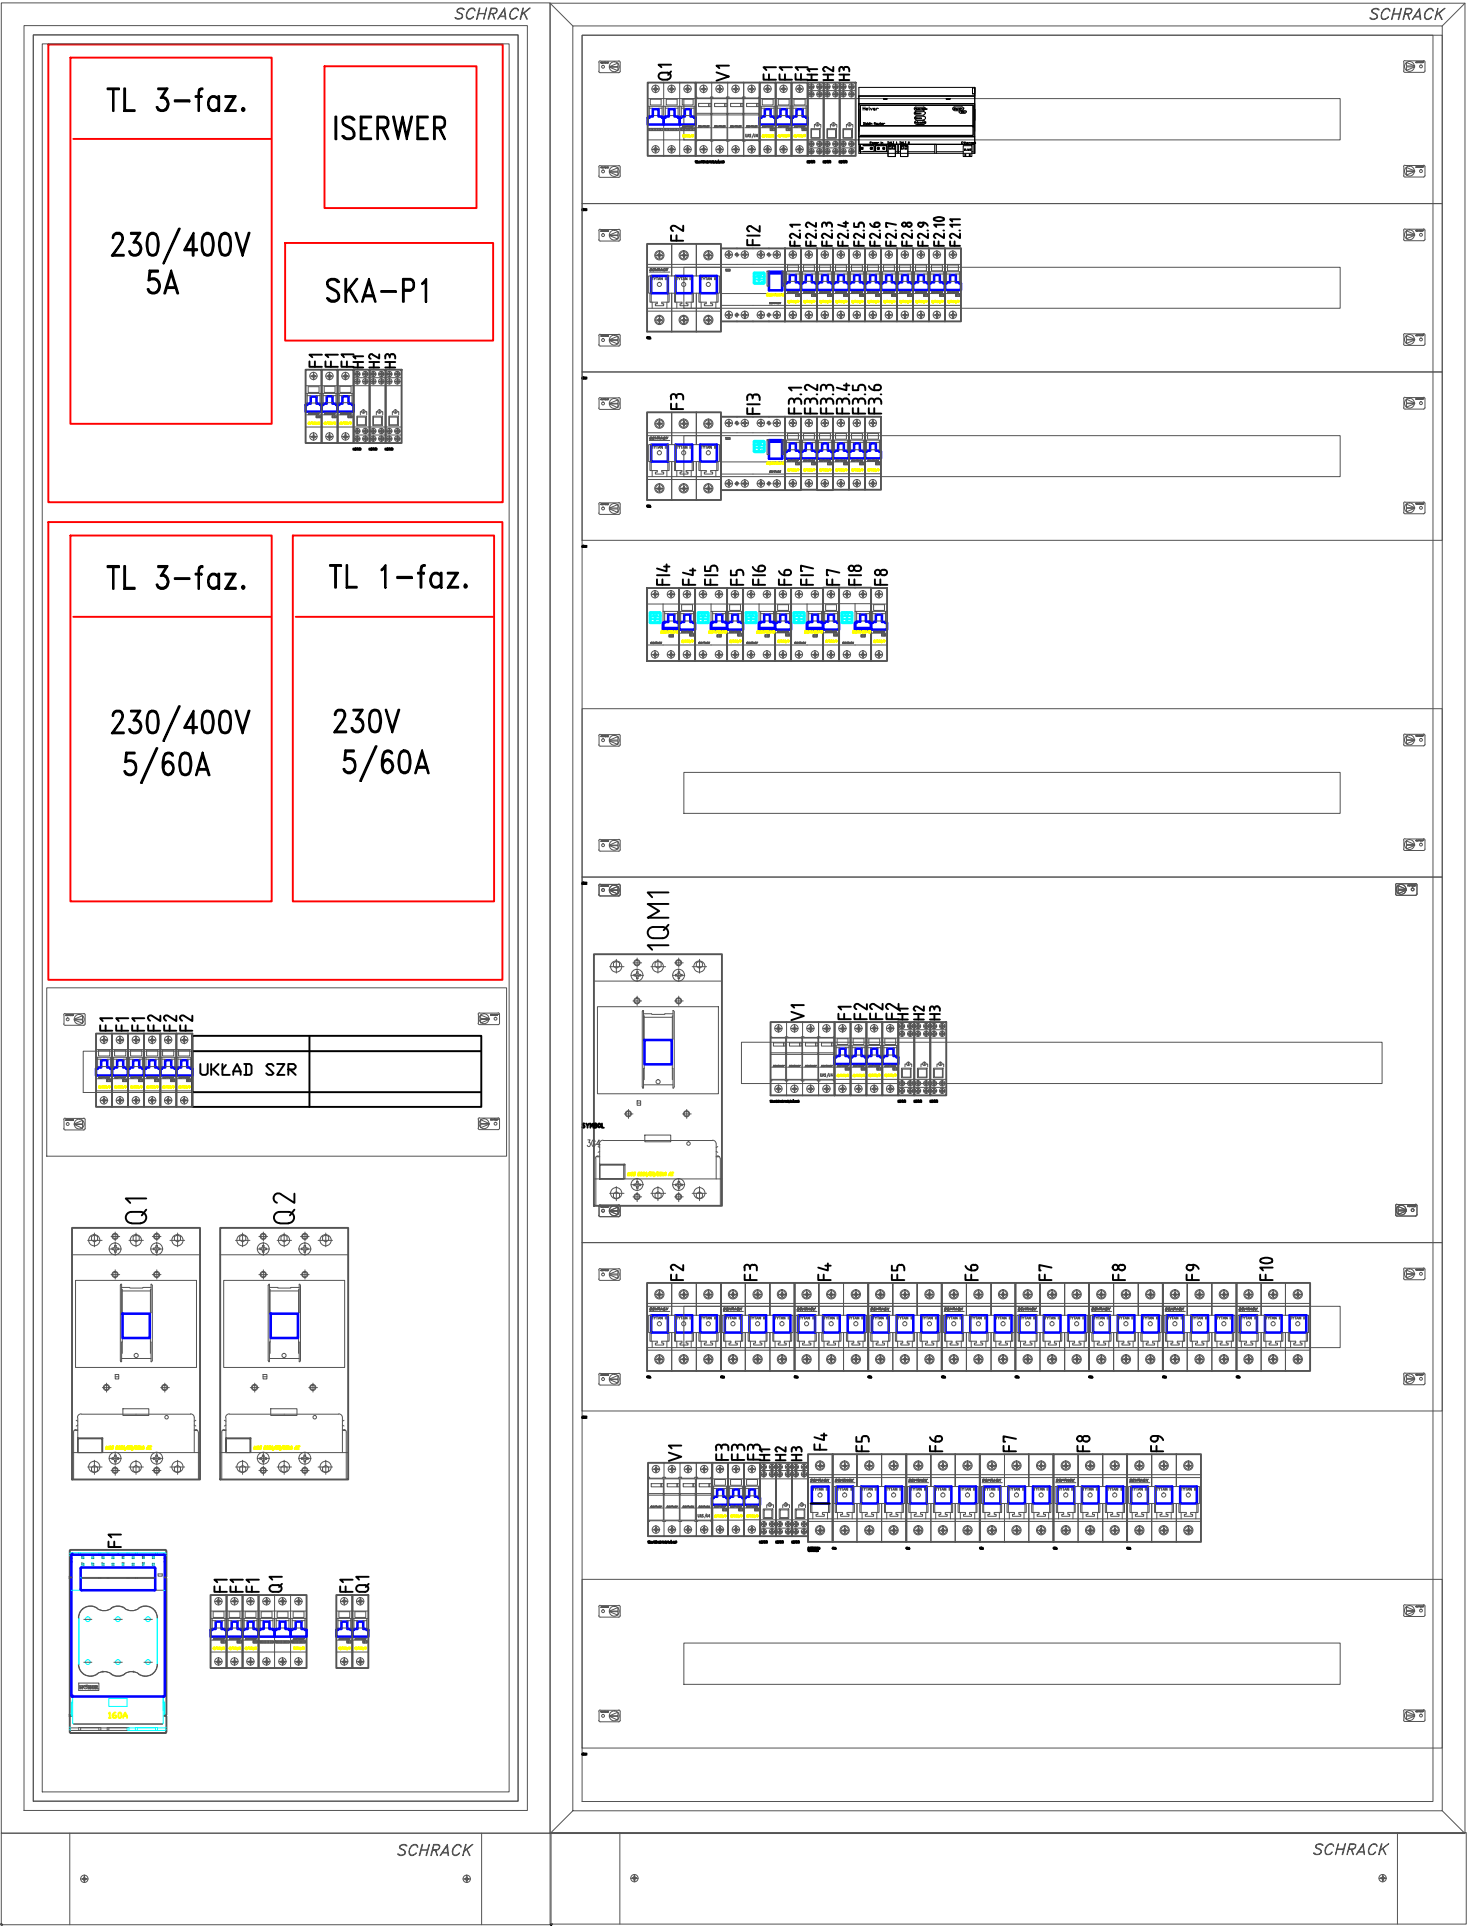 SCHRACK
TL 3-faz.
ISERWER
230/400V
5A
SKA-P1
F1 F1 F1 H1 H2 H3
TL 3-faz.
TL 1-faz.
230/400V
5/60A
230V
5/60A
F1 F1 F1 F2 F2 F2
UKŁAD SZR
Q1
Q2
F1
160A
F1 F1 F1 Q1
F1 Q1
SCHRACK
SCHRACK
Q1 V1 F1 F1 F1 H1 H2 H3
F2 FI2 F2.1 F2.2 F2.3 F2.4 F2.5 F2.6 F2.7 F2.8 F2.9 F2.10 F2.11
F3 FI3 F3.1 F3.2 F3.3 F3.4 F3.5 F3.6
FI4 F4 FI5 F5 FI6 F6 FI7 F7 FI8 F8
1QM1
V1 F1 F2 F2 F2 H1 H2 H3
SYMBOL
F2 F3 F4 F5 F6 F7 F8 F9 F10
V1 F3 F3 F3 H1 H2 H3 F4 F5 F6 F7 F8 F9
SCHRACK